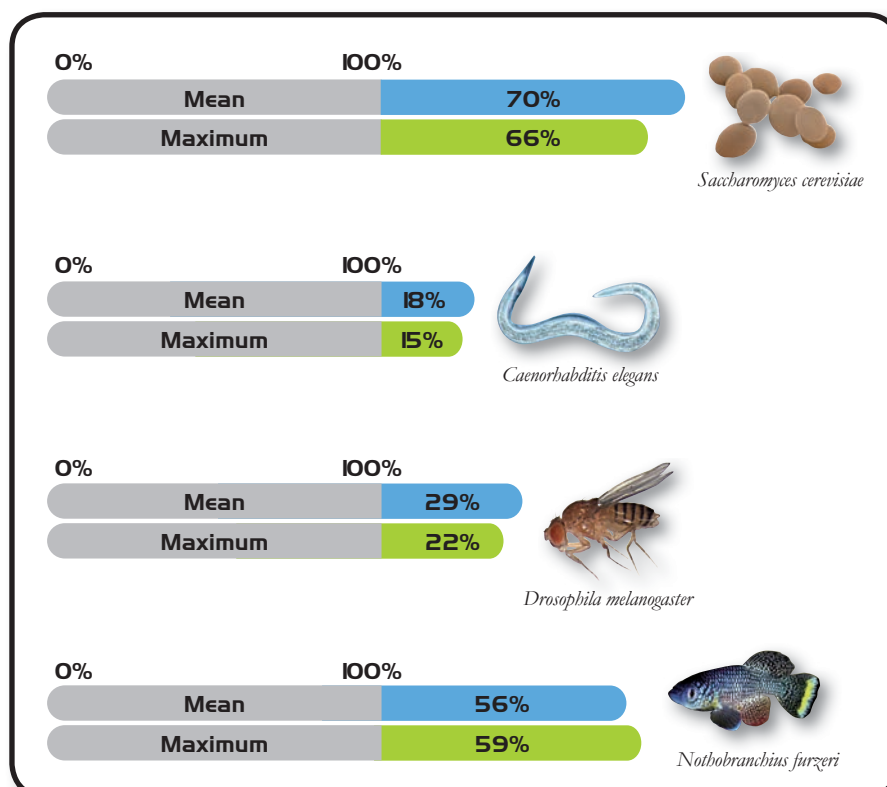 0% 100%
Mean 70%
Maximum 66%
Saccharomyces cerevisiae
0% 100%
Mean 18%
Maximum 15%
Caenorhabditis elegans
0% 100%
Mean 29%
Maximum 22%
Drosophila melanogaster
0% 100%
Mean 56%
Maximum 59%
Nothobranchius furzeri